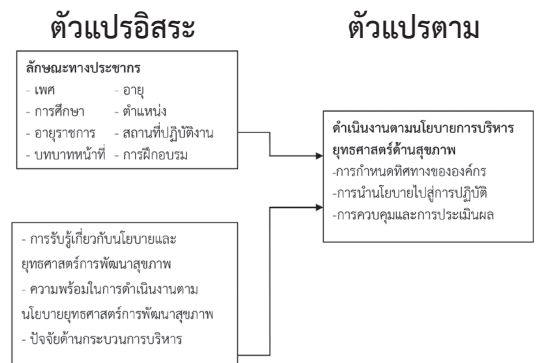 ตัวแปรอิสระ
ตัวแปรตาม
ลักษณะทางประชากร
- เพศ - อายุ
- การศึกษา - ตำแหน่ง
- อายุราชการ - สถานที่ปฏิบัติงาน
- บทบาทหน้าที่ - การฝึกอบรม
- การรับรู้เกี่ยวกับนโยบายและ
ยุทธศาสตร์การพัฒนาสุขภาพ
- ความพร้อมในการดำเนินงานตาม
นโยบายยุทธศาสตร์การพัฒนาสุขภาพ
- ปัจจัยด้านกระบวนการบริหาร
ดำเนินงานตามนโยบายการบริหาร
ยุทธศาสตร์ด้านสุขภาพ
-การกำหนดทิศทางขององค์กร
-การนำนโยบายไปสู่การปฏิบัติ
-การควบคุมและการประเมินผล